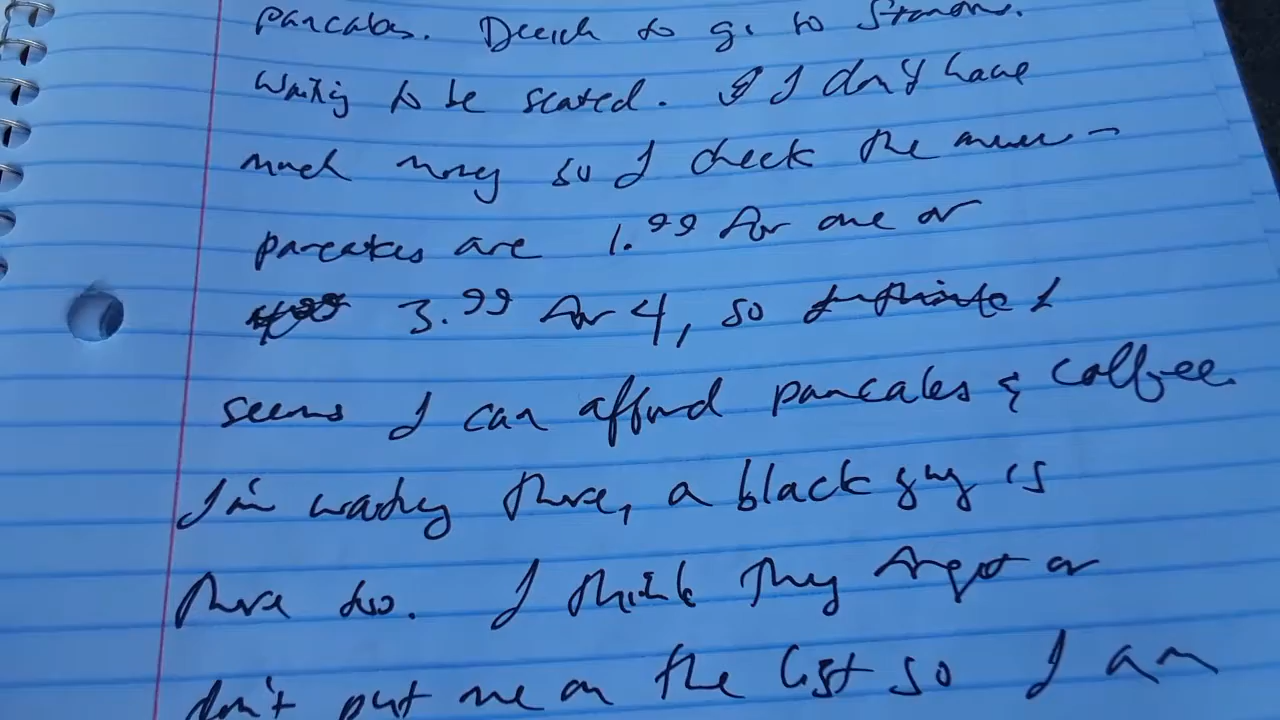 pancakes. Decide to go to
Waiting to be seated. I I don't have
much money so I check the menu –
pancakes are 1.99 for one or
3.99 for 4, so I
seems I can afford pancakes & coffee.
I'm waiting there, a black guy is
there too. I think they forgot or
don't put me on the list so I am